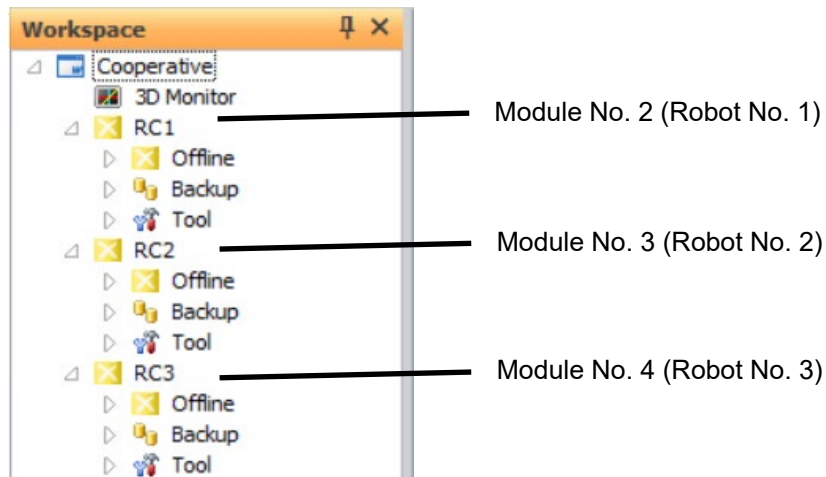 Workspace
Cooperative
3D Monitor
RC1
Module No. 2 (Robot No. 1)
Offline
Backup
Tool
RC2
Module No. 3 (Robot No. 2)
Offline
Backup
Tool
RC3
Module No. 4 (Robot No. 3)
Offline
Backup
Tool